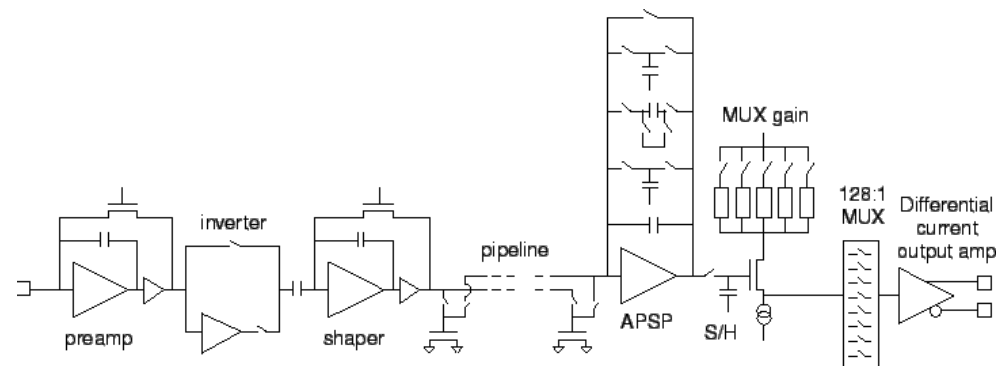 MUX gain
128:1
MUX
Differential
current
output amp
inverter
pipeline
preamp
shaper
APSP
S/H